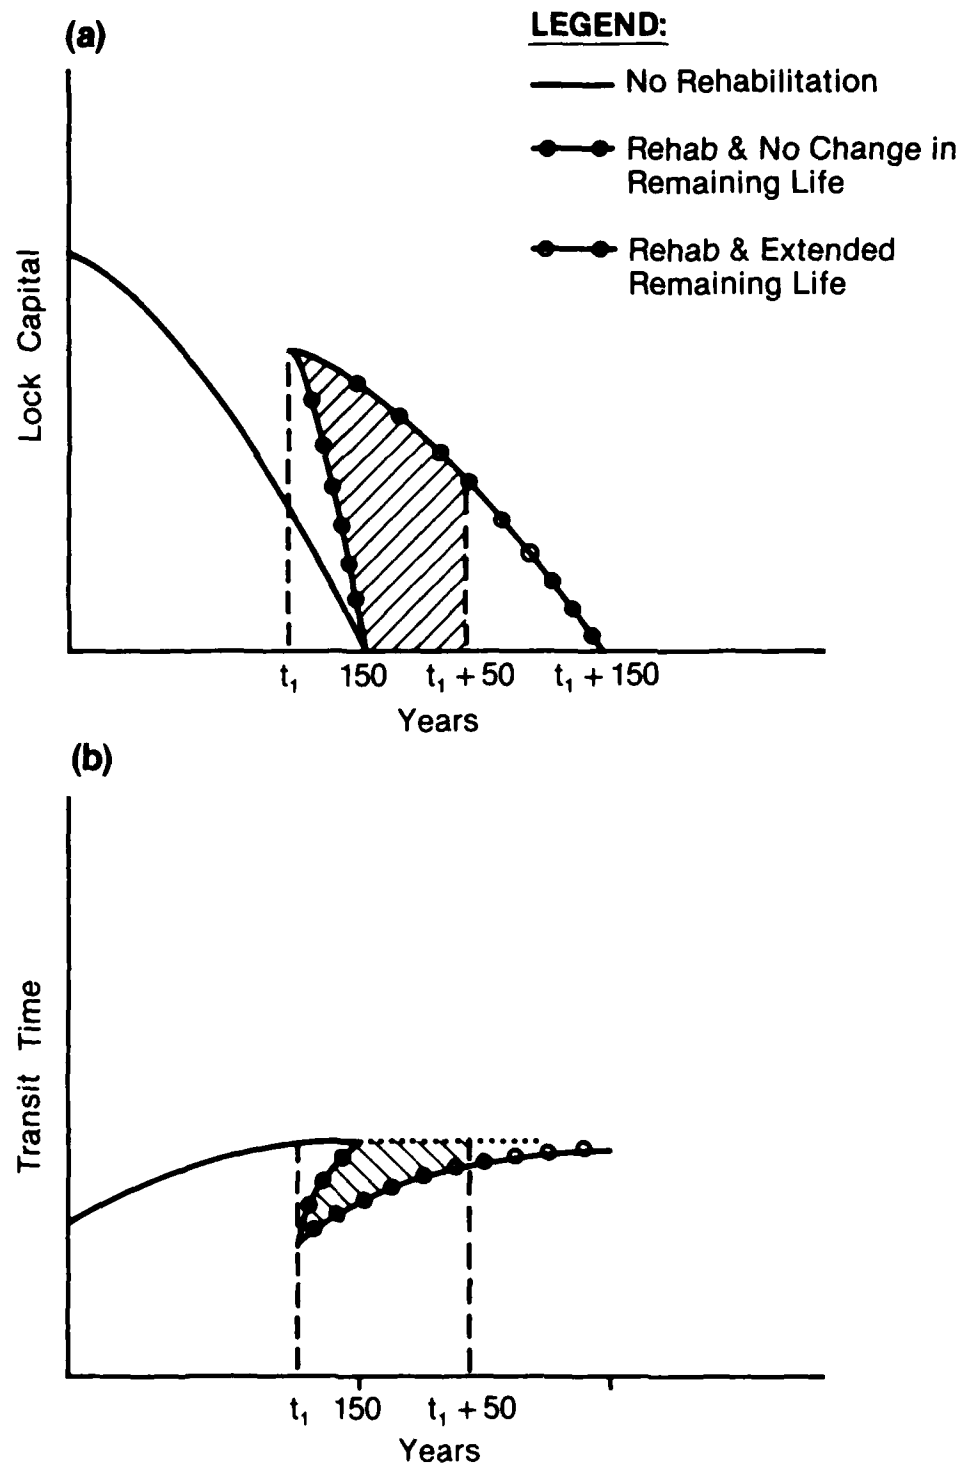 (a)
LEGEND:
No Rehabilitation
Rehab & No Change in
Remaining Life
Rehab & Extended
Remaining Life
Lock Capital
t₁ 150 t₁ + 50 t₁ + 150
Years
(b)
Transit Time
t₁ 150 t₁ + 50
Years